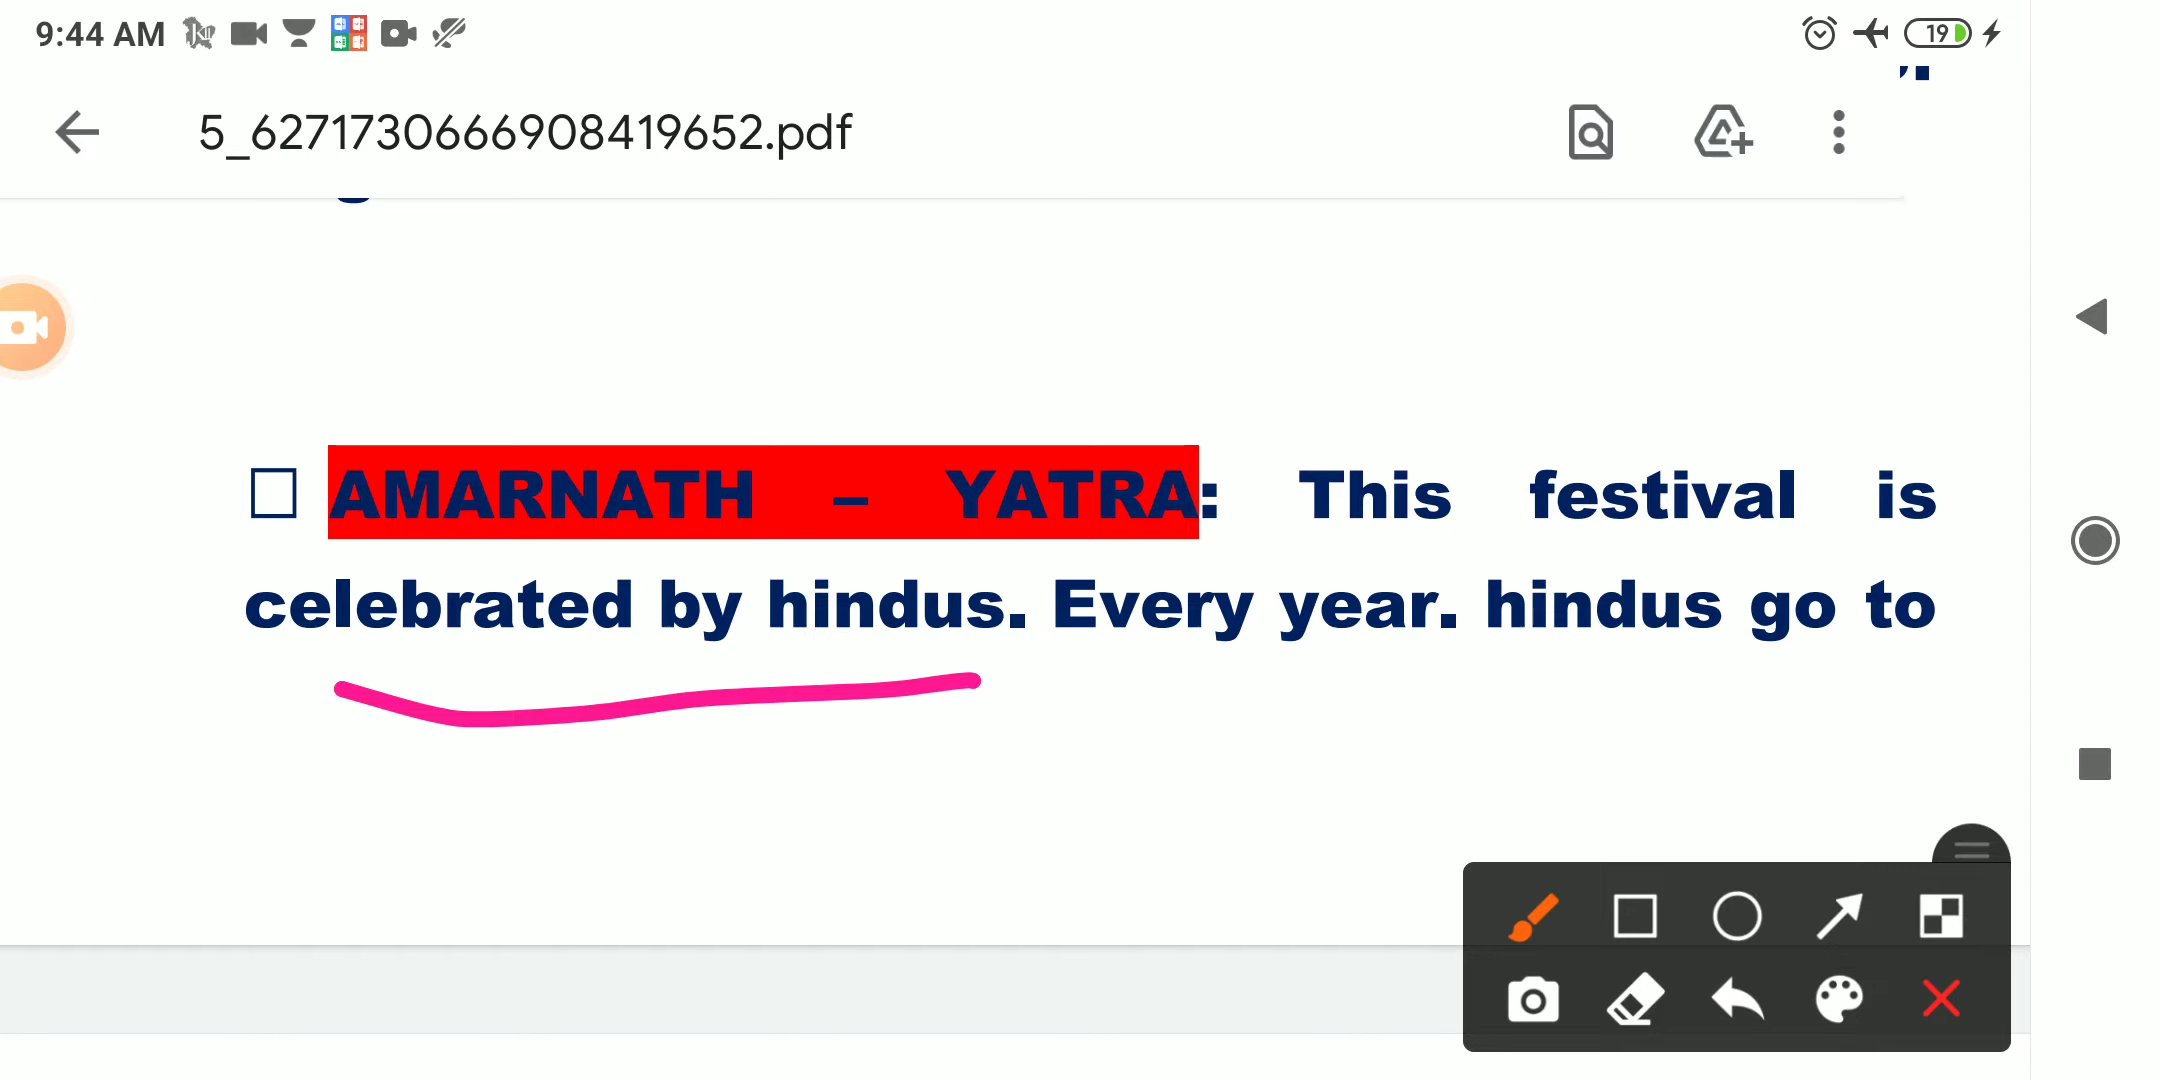 9:44 AM
19
5_6271730666908419652.pdf
☐ AMARNATH – YATRA: This festival is
celebrated by hindus. Every year. hindus go to